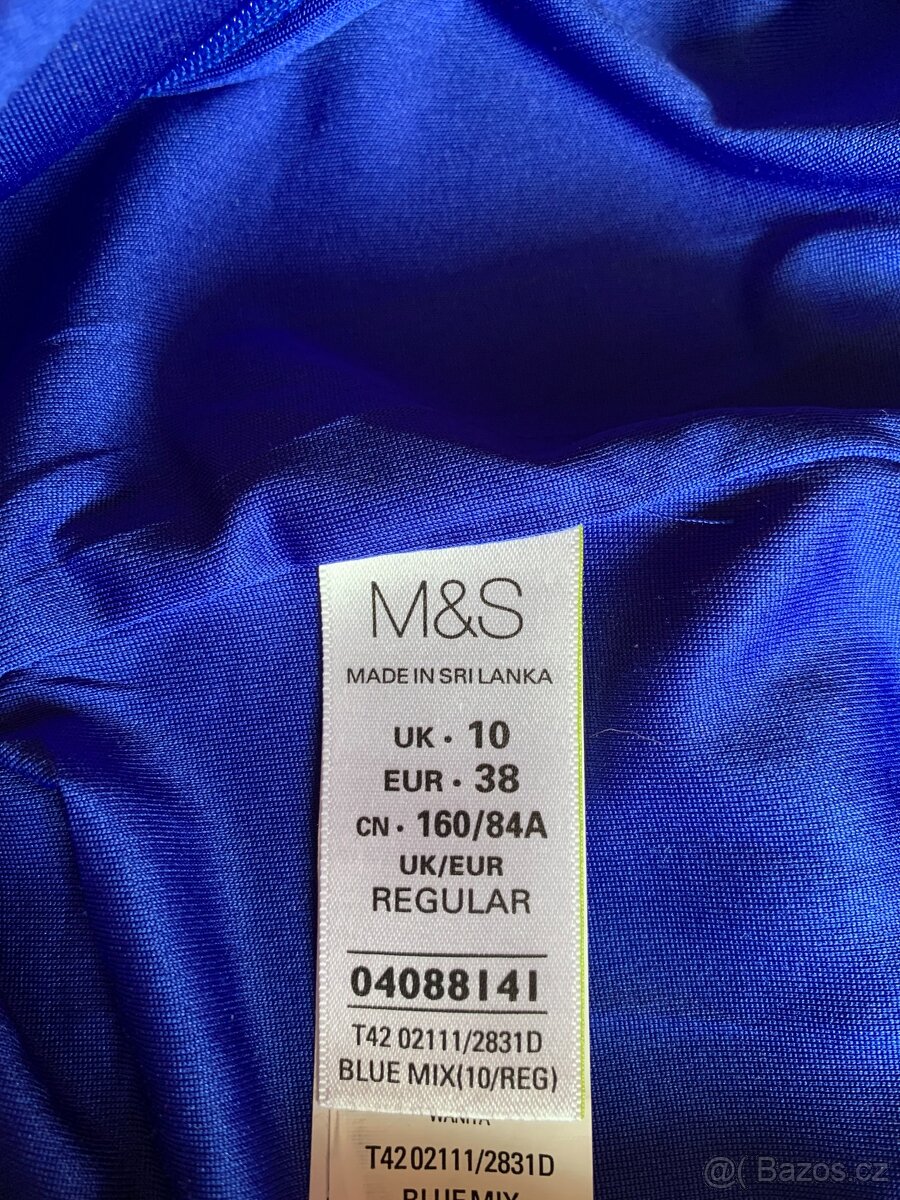 M&S
MADE IN SRI LANKA
UK · 10
EUR · 38
CN · 160/84A
UK/EUR
REGULAR
04088141
T42 02111/2831D
BLUE MIX(10/REG)
WANITA
T42 02111/2831D
BLUE MIX
@( Bazos.cz